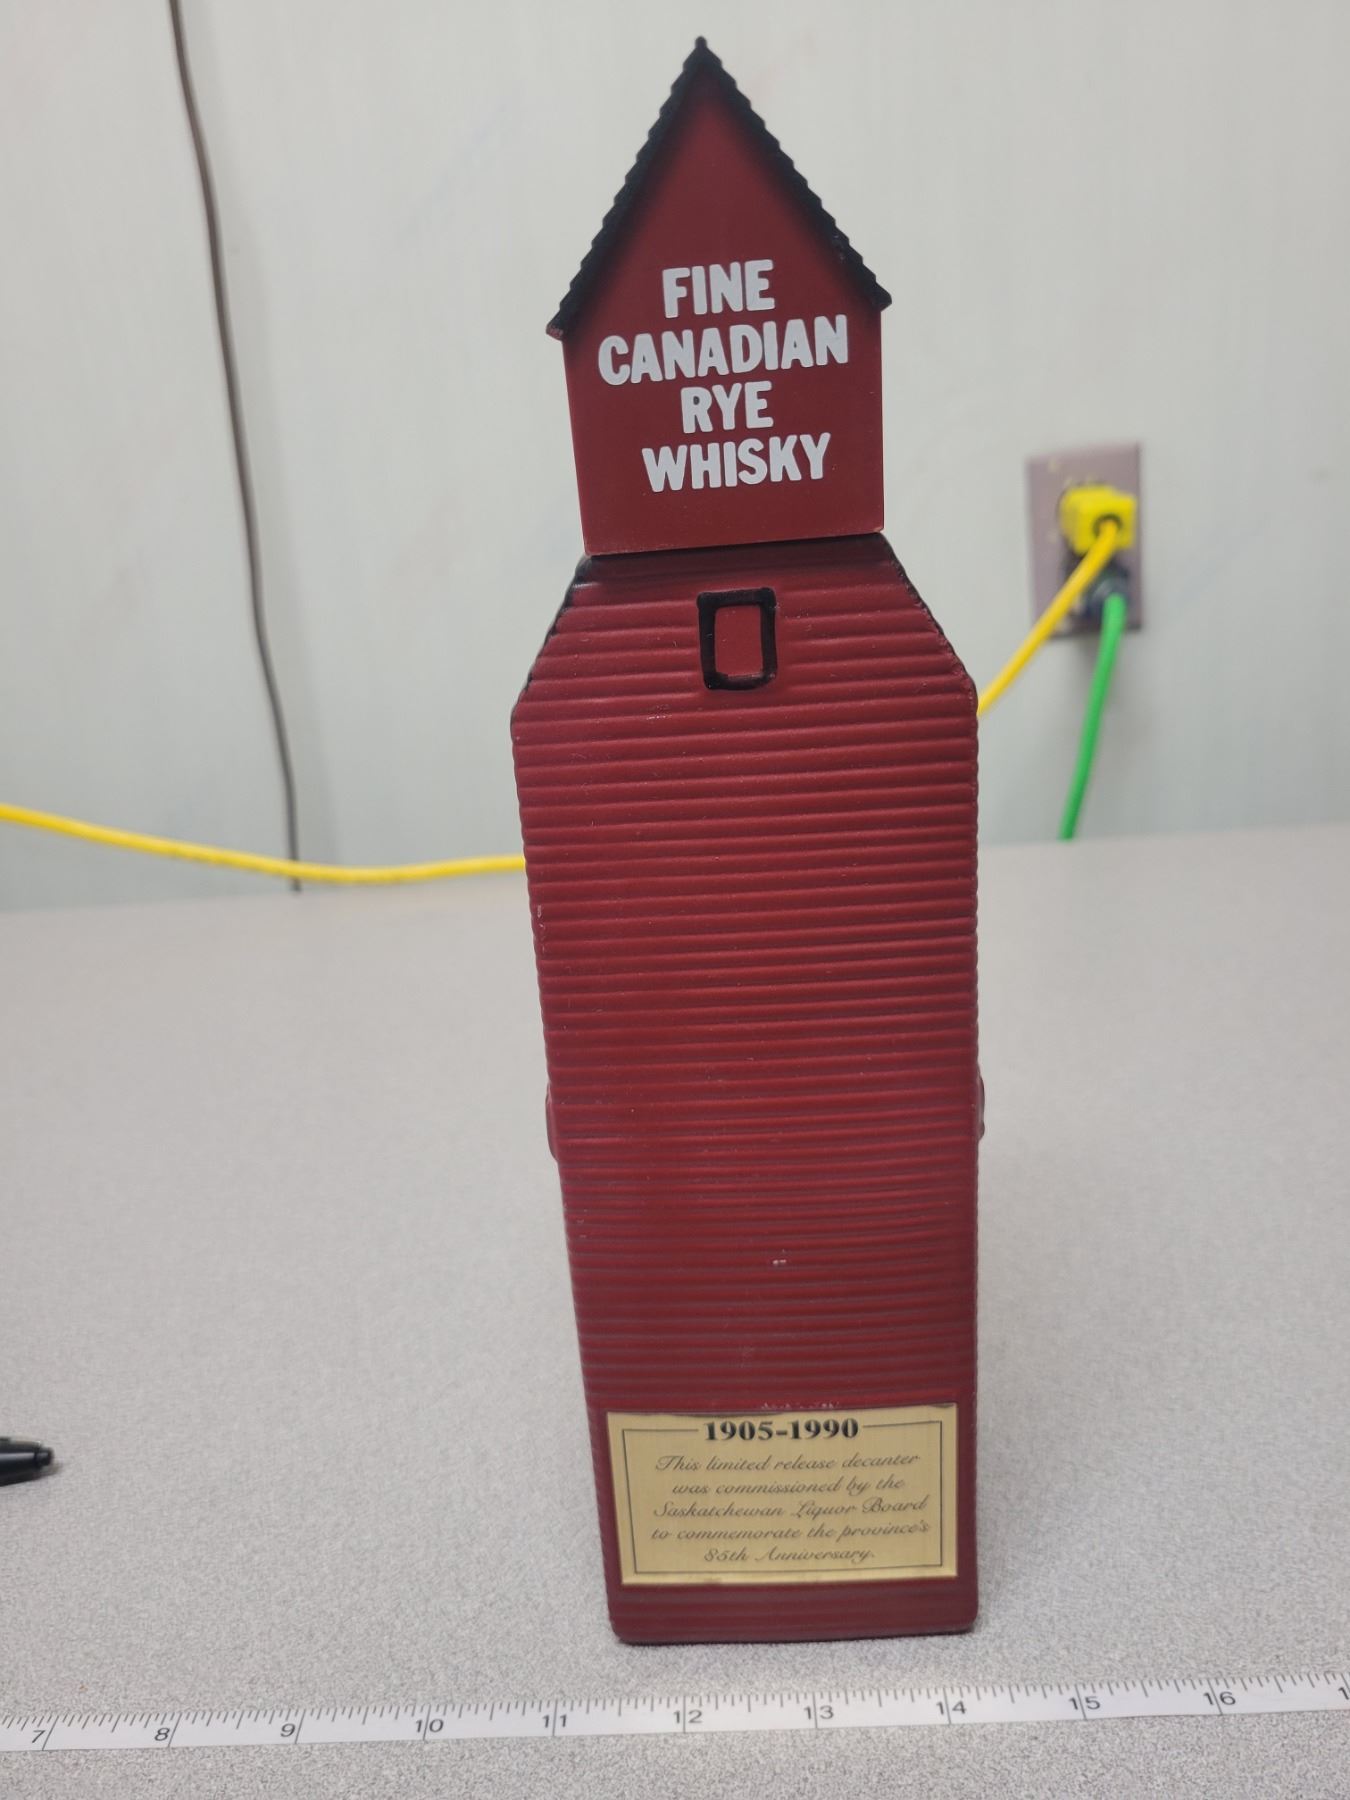 FINE
CANADIAN
RYE
WHISKY
1905-1990
This limited release decanter
was commissioned by the
Saskatchewan Liquor Board
to commemorate the province's
85th Anniversary.
7 8 9 10 11 12 13 14 15 16